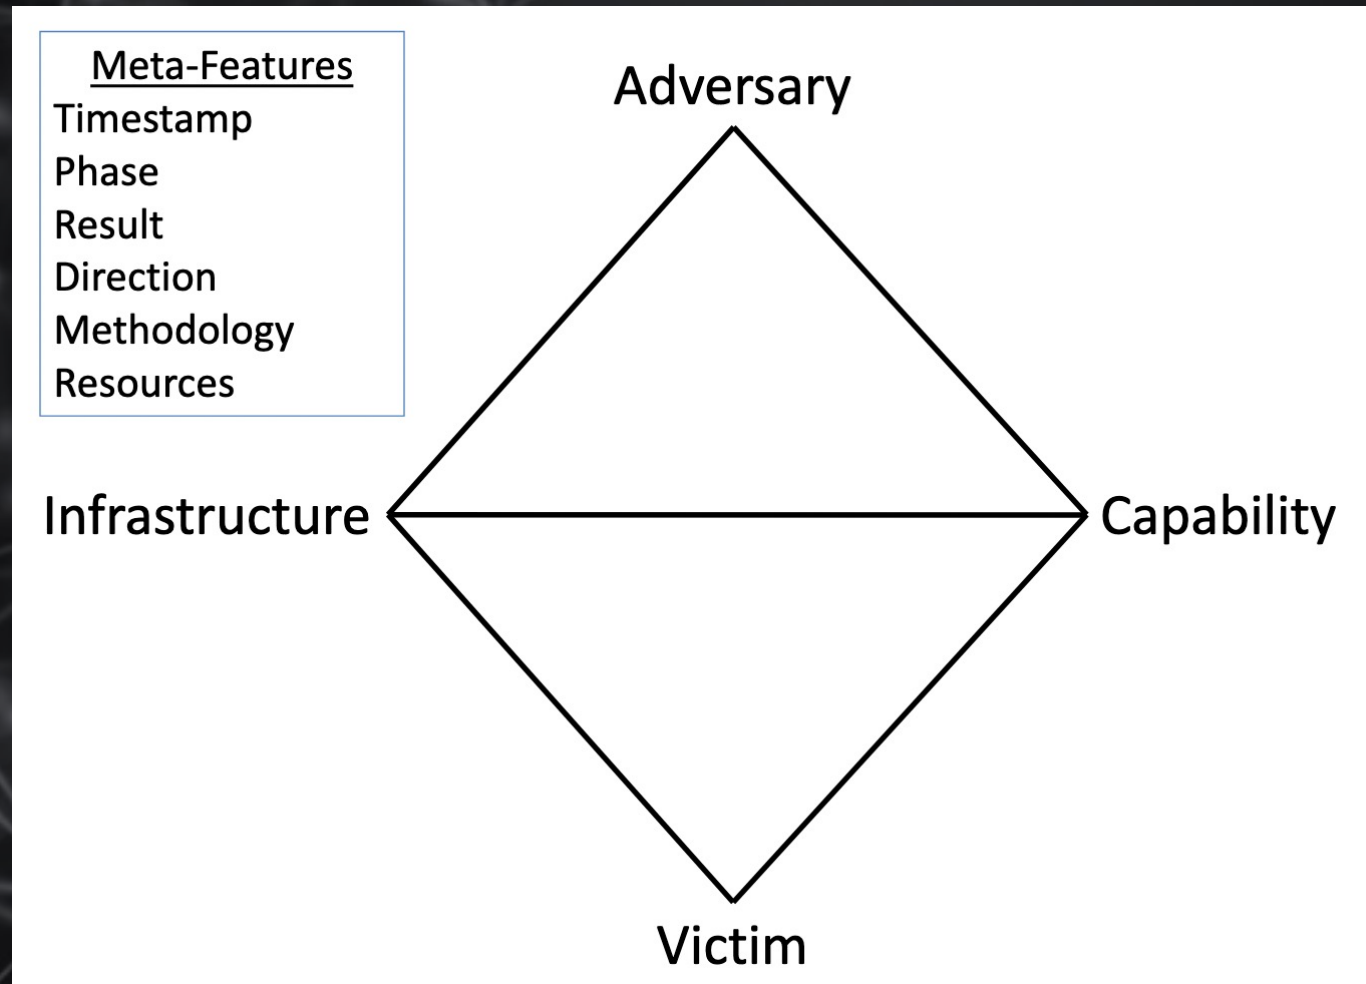 Meta-Features
Timestamp
Phase
Result
Direction
Methodology
Resources
Adversary
Infrastructure
Capability
Victim